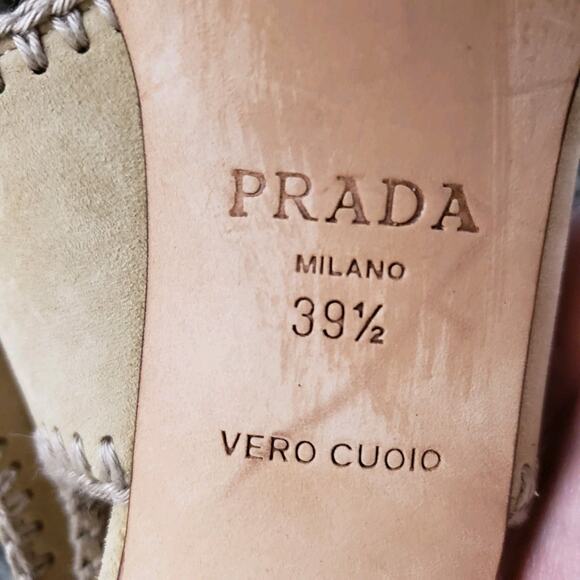 PRADA
MILANO
39½
VERO CUOIO